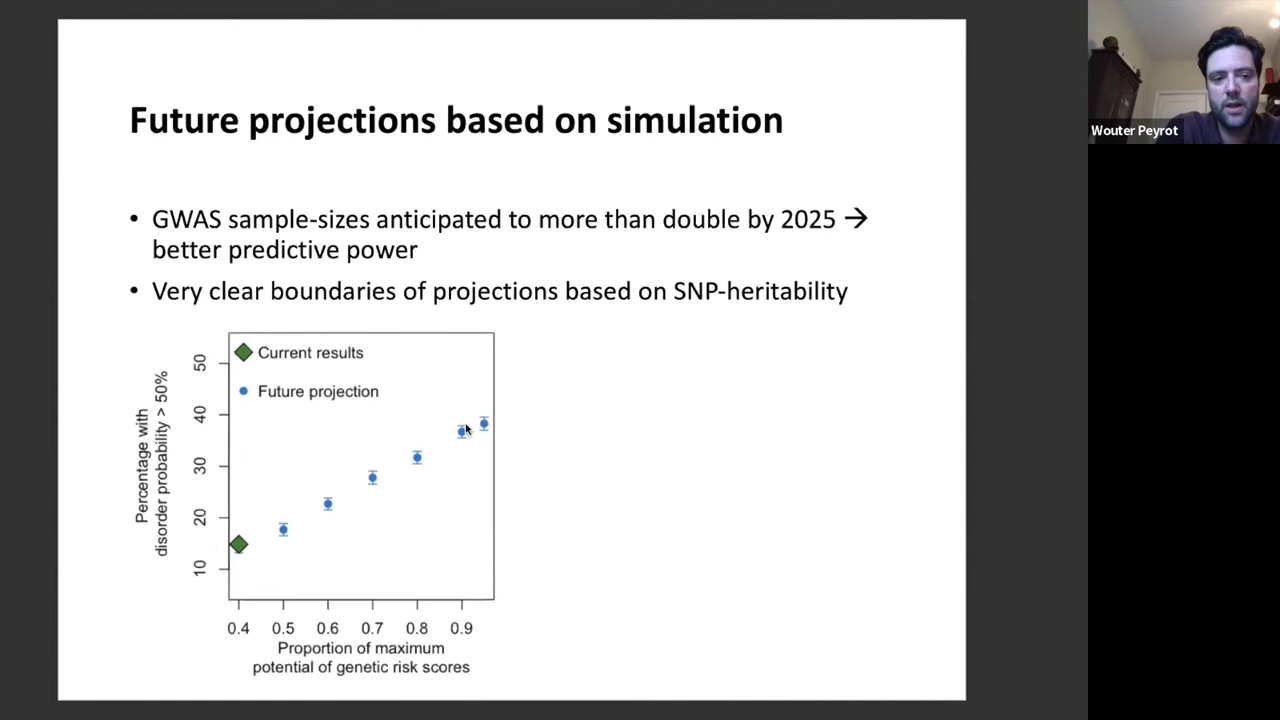 Future projections based on simulation
• GWAS sample-sizes anticipated to more than double by 2025 →
better predictive power
• Very clear boundaries of projections based on SNP-heritability
Current results
Future projection
Percentage with
disorder probability > 50%
50
40
30
20
10
0.4 0.5 0.6 0.7 0.8 0.9
Proportion of maximum
potential of genetic risk scores
Wouter Peyrot